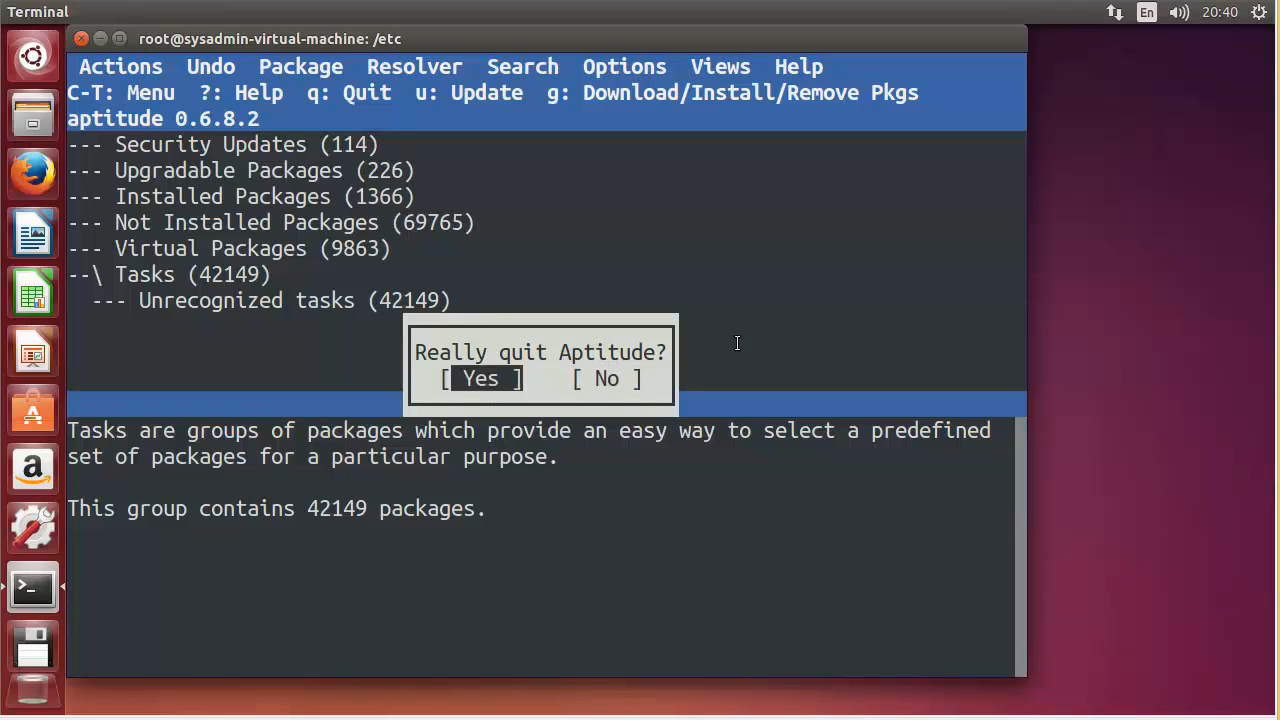 Terminal
En
20:40
root@sysadmin-virtual-machine: /etc
Actions Undo Package Resolver Search Options Views Help
C-T: Menu ?: Help q: Quit u: Update g: Download/Install/Remove Pkgs
aptitude 0.6.8.2
--- Security Updates (114)
--- Upgradable Packages (226)
--- Installed Packages (1366)
--- Not Installed Packages (69765)
--- Virtual Packages (9863)
--\ Tasks (42149)
--- Unrecognized tasks (42149)
Really quit Aptitude?
[ Yes ] [ No ]
Tasks are groups of packages which provide an easy way to select a predefined
set of packages for a particular purpose.
This group contains 42149 packages.